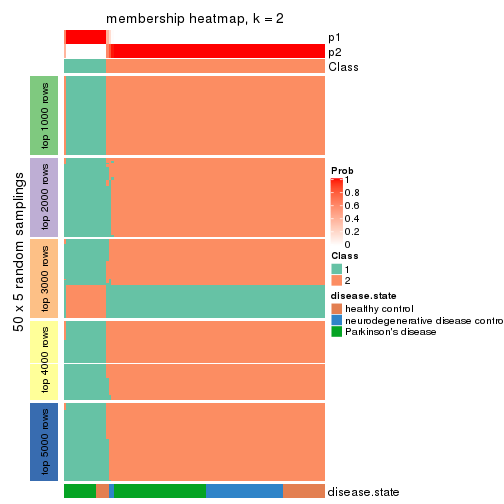 membership heatmap, k = 2
p1
p2
Class
50 x 5 random samplings
top 1000 rows
top 2000 rows
top 3000 rows
top 4000 rows
top 5000 rows
Prob
1
0.8
0.6
0.4
0.2
0
Class
1
2
disease.state
healthy control
neurodegenerative disease contro
Parkinson's disease
disease.state